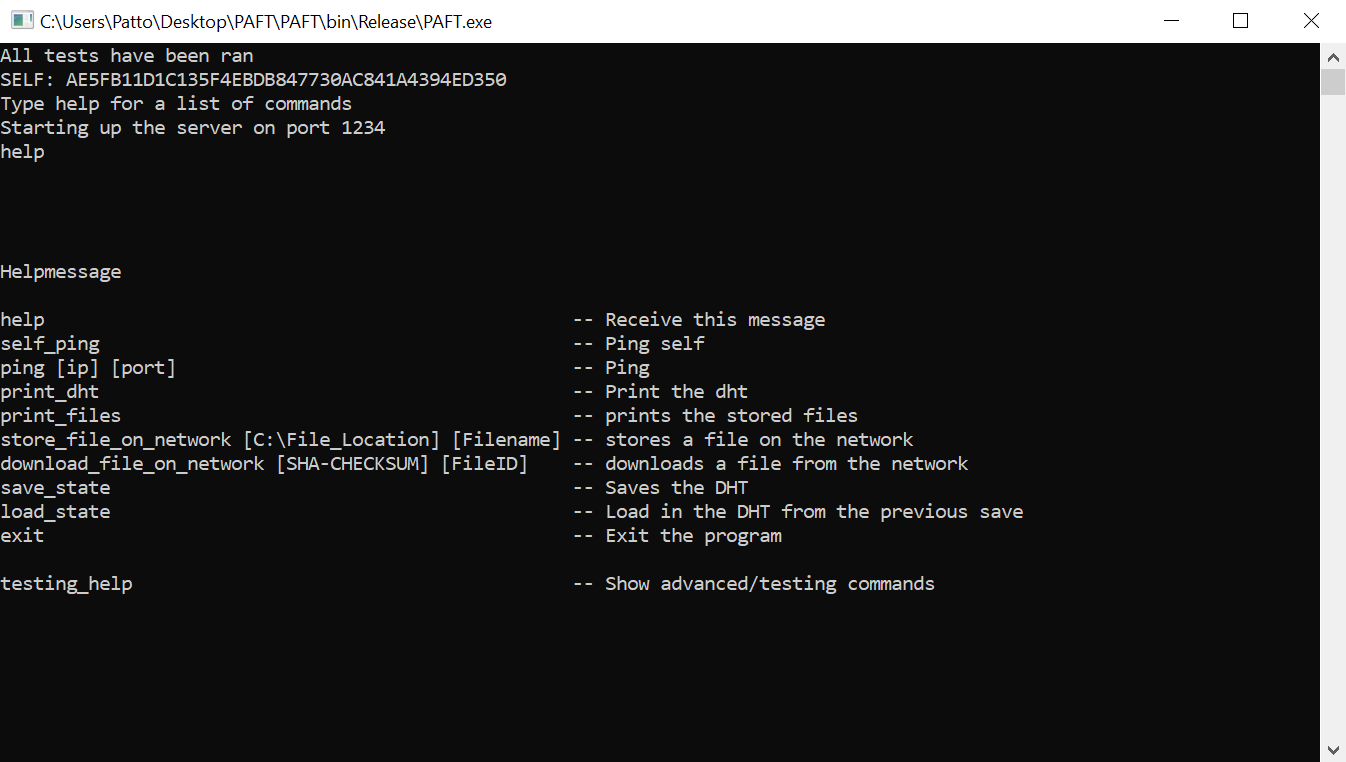 C:\Users\Patto\Desktop\PAFT\PAFT\bin\Release\PAFT.exe
All tests have been ran
SELF: AE5FB11D1C135F4EBDB847730AC841A4394ED350
Type help for a list of commands
Starting up the server on port 1234
help
Helpmessage
help -- Receive this message
self_ping -- Ping self
ping [ip] [port] -- Ping
print_dht -- Print the dht
print_files -- prints the stored files
store_file_on_network [C:\File_Location] [Filename] -- stores a file on the network
download_file_on_network [SHA-CHECKSUM] [FileID] -- downloads a file from the network
save_state -- Saves the DHT
load_state -- Load in the DHT from the previous save
exit -- Exit the program
testing_help -- Show advanced/testing commands